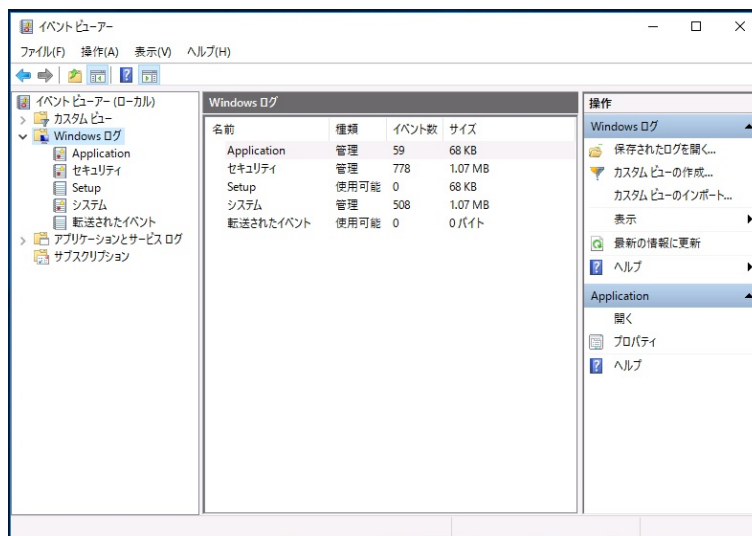 イベント ビューアー
ファイル(F) 操作(A) 表示(V) ヘルプ(H)
イベント ビューアー (ローカル)
カスタム ビュー
Windows ログ
Application
セキュリティ
Setup
システム
転送されたイベント
アプリケーションとサービス ログ
サブスクリプション
Windows ログ
名前 種類 イベント数 サイズ
Application 管理 59 68 KB
セキュリティ 管理 778 1.07 MB
Setup 使用可能 0 68 KB
システム 管理 508 1.07 MB
転送されたイベント 使用可能 0 0 バイト
操作
Windows ログ
保存されたログを開く...
カスタム ビューの作成...
カスタム ビューのインポート...
表示
最新の情報に更新
ヘルプ
Application
開く
プロパティ
ヘルプ